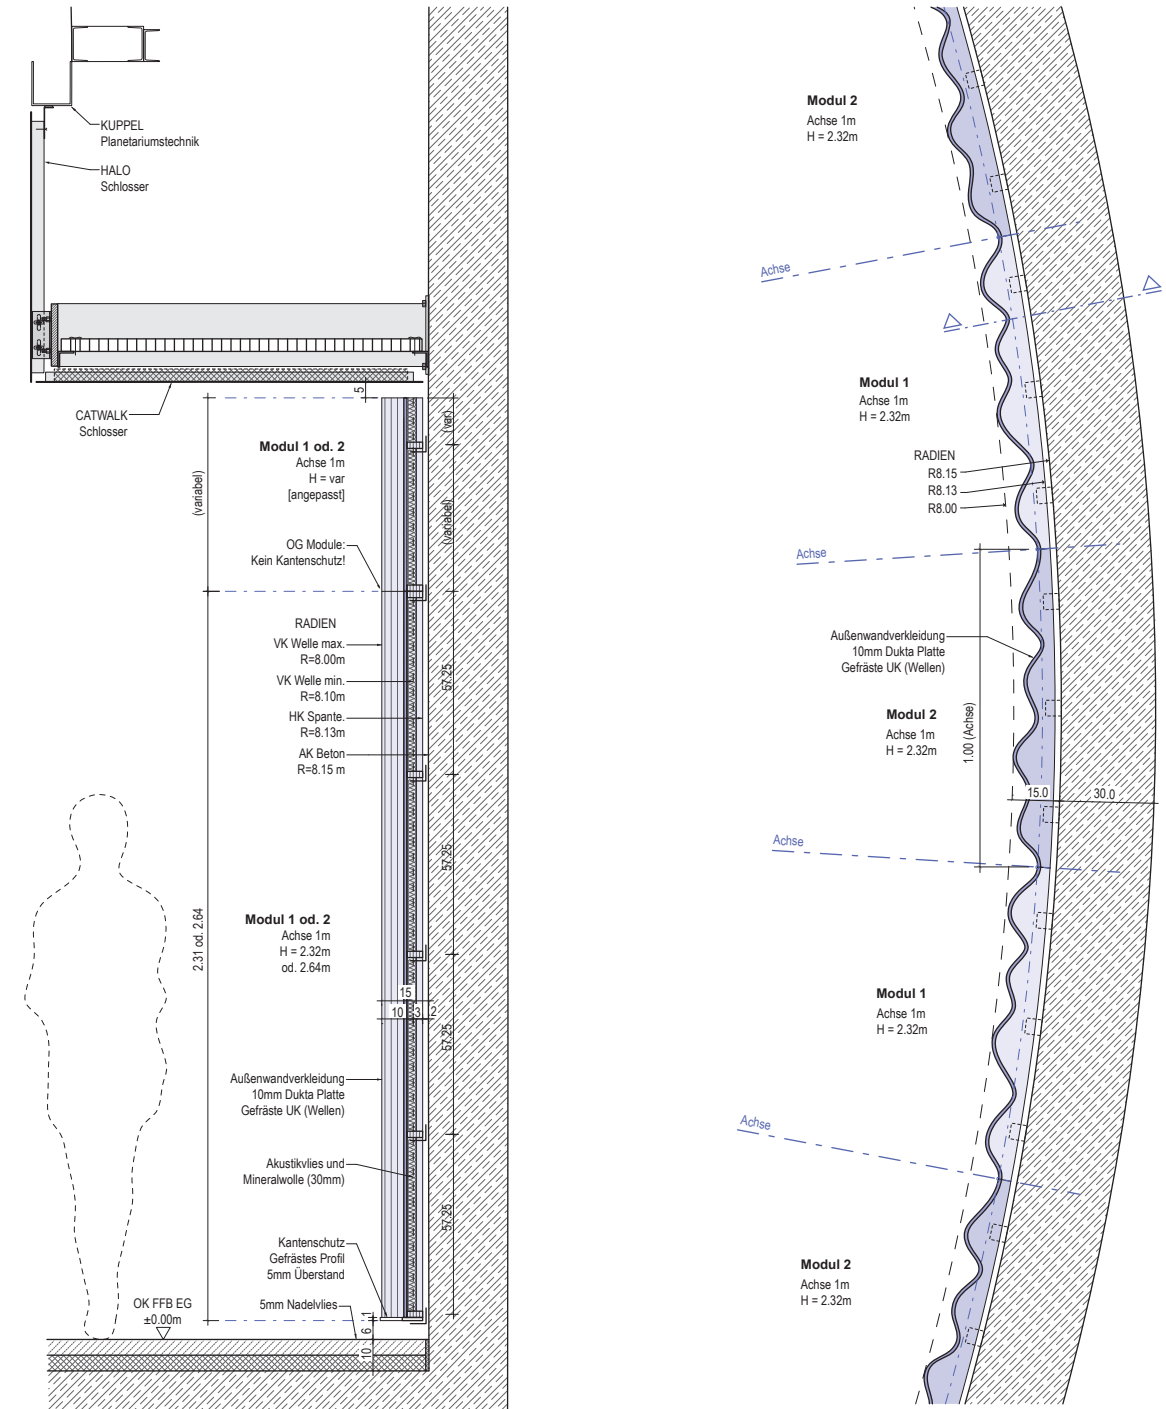 KUPPEL
Planetariumstechnik
HALO
Schlosser
CATWALK
Schlosser
5
(var)
Modul 1 od. 2
Achse 1m
H = var
[angepasst]
(variabel)
(variabel)
OG Module:
Kein Kantenschutz!
RADIEN
VK Welle max.
R=8.00m
VK Welle min.
R=8.10m
HK Spante.
R=8.13m
AK Beton
R=8.15 m
57.25
57.25
57.25
57.25
2.31 od. 2.64
Modul 1 od. 2
Achse 1m
H = 2.32m
od. 2.64m
15
10
3
2
Außenwandverkleidung
10mm Dukta Platte
Gefräste UK (Wellen)
Akustikvlies und
Mineralwolle (30mm)
Kantenschutz
Gefrästes Profil
5mm Überstand
OK FFB EG
±0.00m
5mm Nadelvlies
1
6
10
Modul 2
Achse 1m
H = 2.32m
Achse
Modul 1
Achse 1m
H = 2.32m
RADIEN
R8.15
R8.13
R8.00
Achse
Außenwandverkleidung
10mm Dukta Platte
Gefräste UK (Wellen)
Modul 2
Achse 1m
H = 2.32m
1.00 (Achse)
15.0
30.0
Achse
Modul 1
Achse 1m
H = 2.32m
Achse
Modul 2
Achse 1m
H = 2.32m